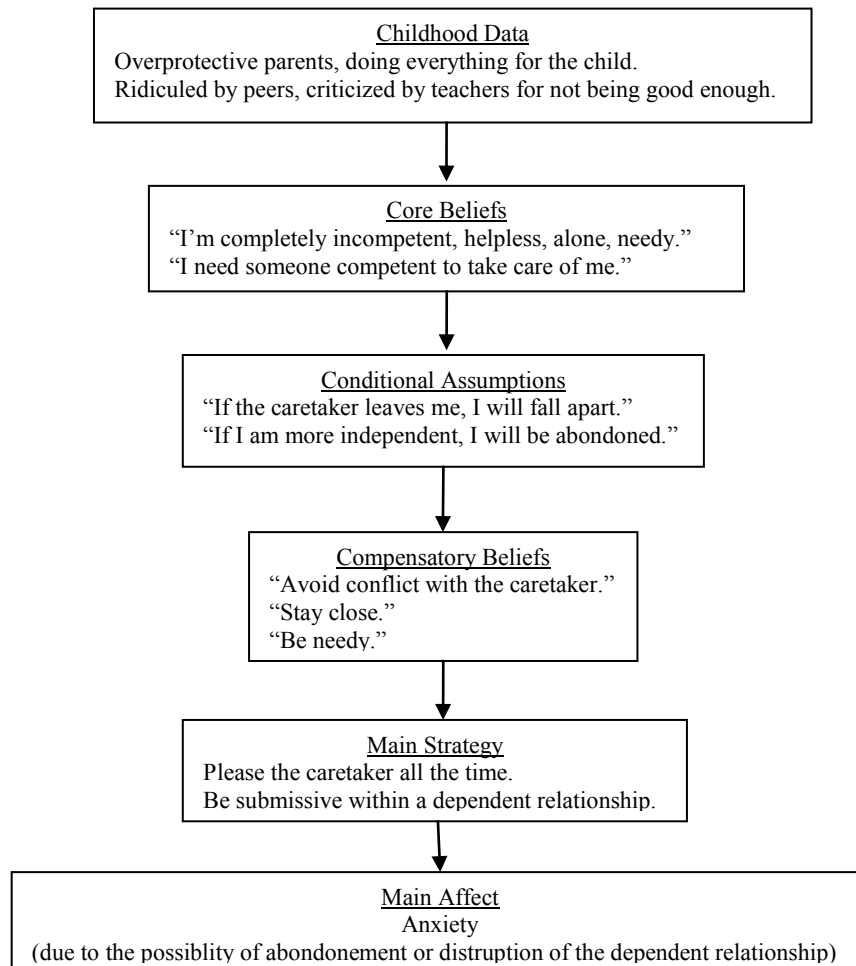 Childhood Data
Overprotective parents, doing everything for the child.
Ridiculed by peers, criticized by teachers for not being good enough.
Core Beliefs
“I’m completely incompetent, helpless, alone, needy.”
“I need someone competent to take care of me.”
Conditional Assumptions
“If the caretaker leaves me, I will fall apart.”
“If I am more independent, I will be abondoned.”
Compensatory Beliefs
“Avoid conflict with the caretaker.”
“Stay close.”
“Be needy.”
Main Strategy
Please the caretaker all the time.
Be submissive within a dependent relationship.
Main Affect
Anxiety
(due to the possiblity of abondonement or distruption of the dependent relationship)